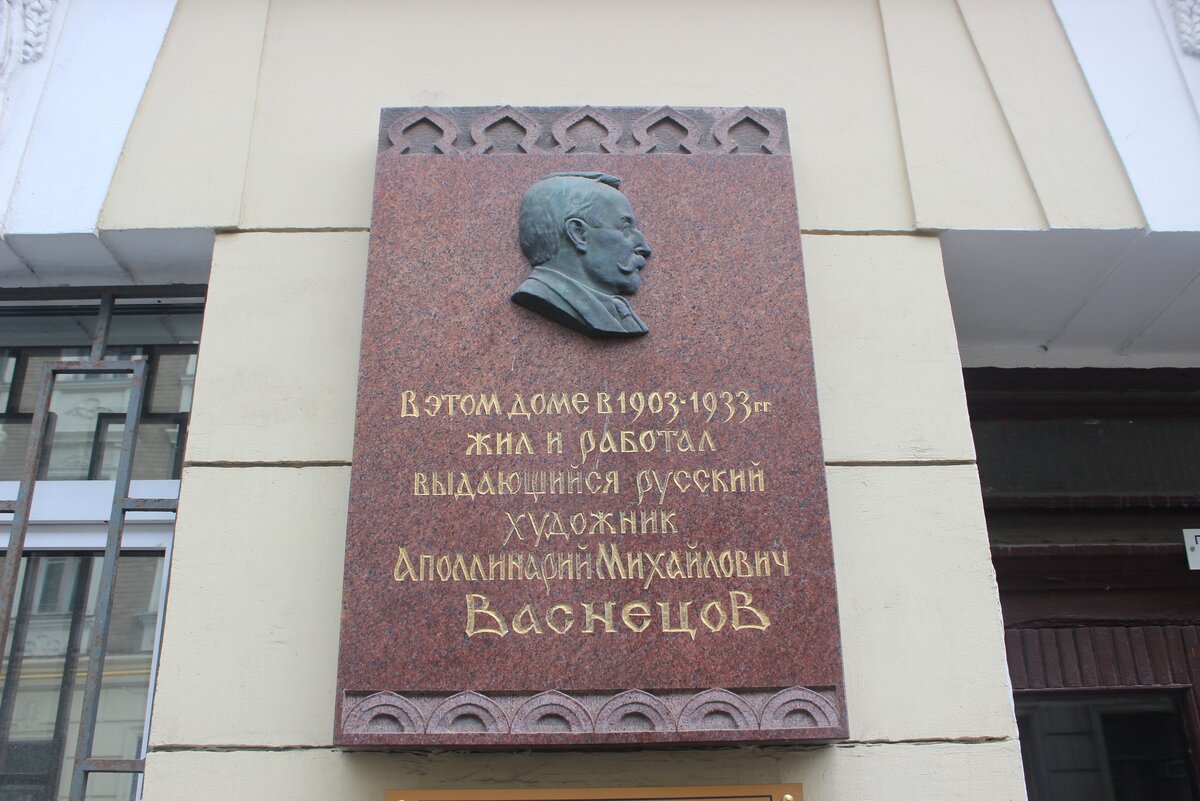 В этом доме в 1903-1933 гг.
жил и работал
выдающийся русский
художник
Аполлинарий Михайлович
Васнецов